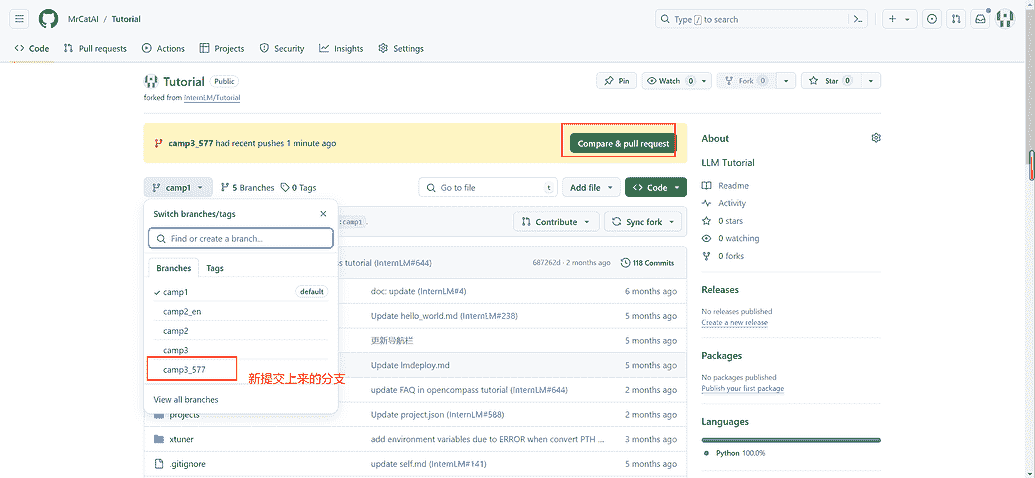 MrCatAI / Tutorial
Type / to search
Code Pull requests Actions Projects Security Insights Settings
Tutorial Public
Pin Watch 0 Fork 0 Star 0
forked from InternLM/Tutorial
camp3_577 had recent pushes 1 minute ago
Compare & pull request
camp1 5 Branches 0 Tags
Go to file t
Add file
Code
Switch branches/tags
:camp1 .
Contribute
Sync fork
Find or create a branch...
ss tutorial (InternLM#644)
687262d · 2 months ago
118 Commits
Branches Tags
camp1 default
doc: update (InternLM#4)
6 months ago
camp2_en
Update hello_world.md (InternLM#238)
5 months ago
camp2
更新导航栏
5 months ago
camp3
camp3_577
新提交上来的分支
Update lmdeploy.md
5 months ago
update FAQ in opencompass tutorial (InternLM#644)
2 months ago
View all branches
projects
Update project.json (InternLM#588)
2 months ago
xtuner
add environment variables due to ERROR when convert PTH ...
3 months ago
.gitignore
update self.md (InternLM#141)
5 months ago
About
LLM Tutorial
Readme
Activity
0 stars
0 watching
0 forks
Releases
No releases published
Create a new release
Packages
No packages published
Publish your first package
Languages
Python 100.0%